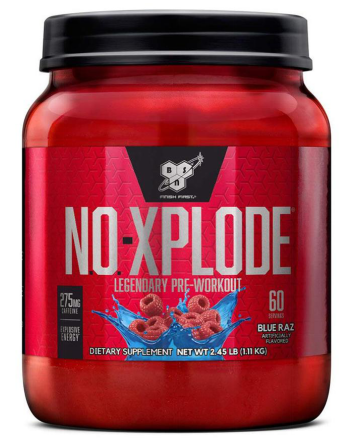 BSN
FINISH FIRST
N.O.-XPLODE
LEGENDARY PRE-WORKOUT
275MG
CAFFEINE
EXPLOSIVE
ENERGY
60
SERVINGS
BLUE RAZ
ARTIFICIALLY
FLAVORED
DIETARY SUPPLEMENT NET WT 2.45 LB (1.11 KG)